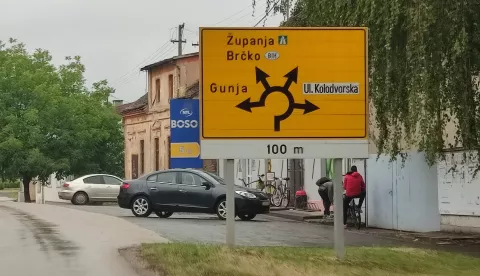 Županja A
Brčko BIH
Gunja
Ul. Kolodvorska
100 m
BOSO